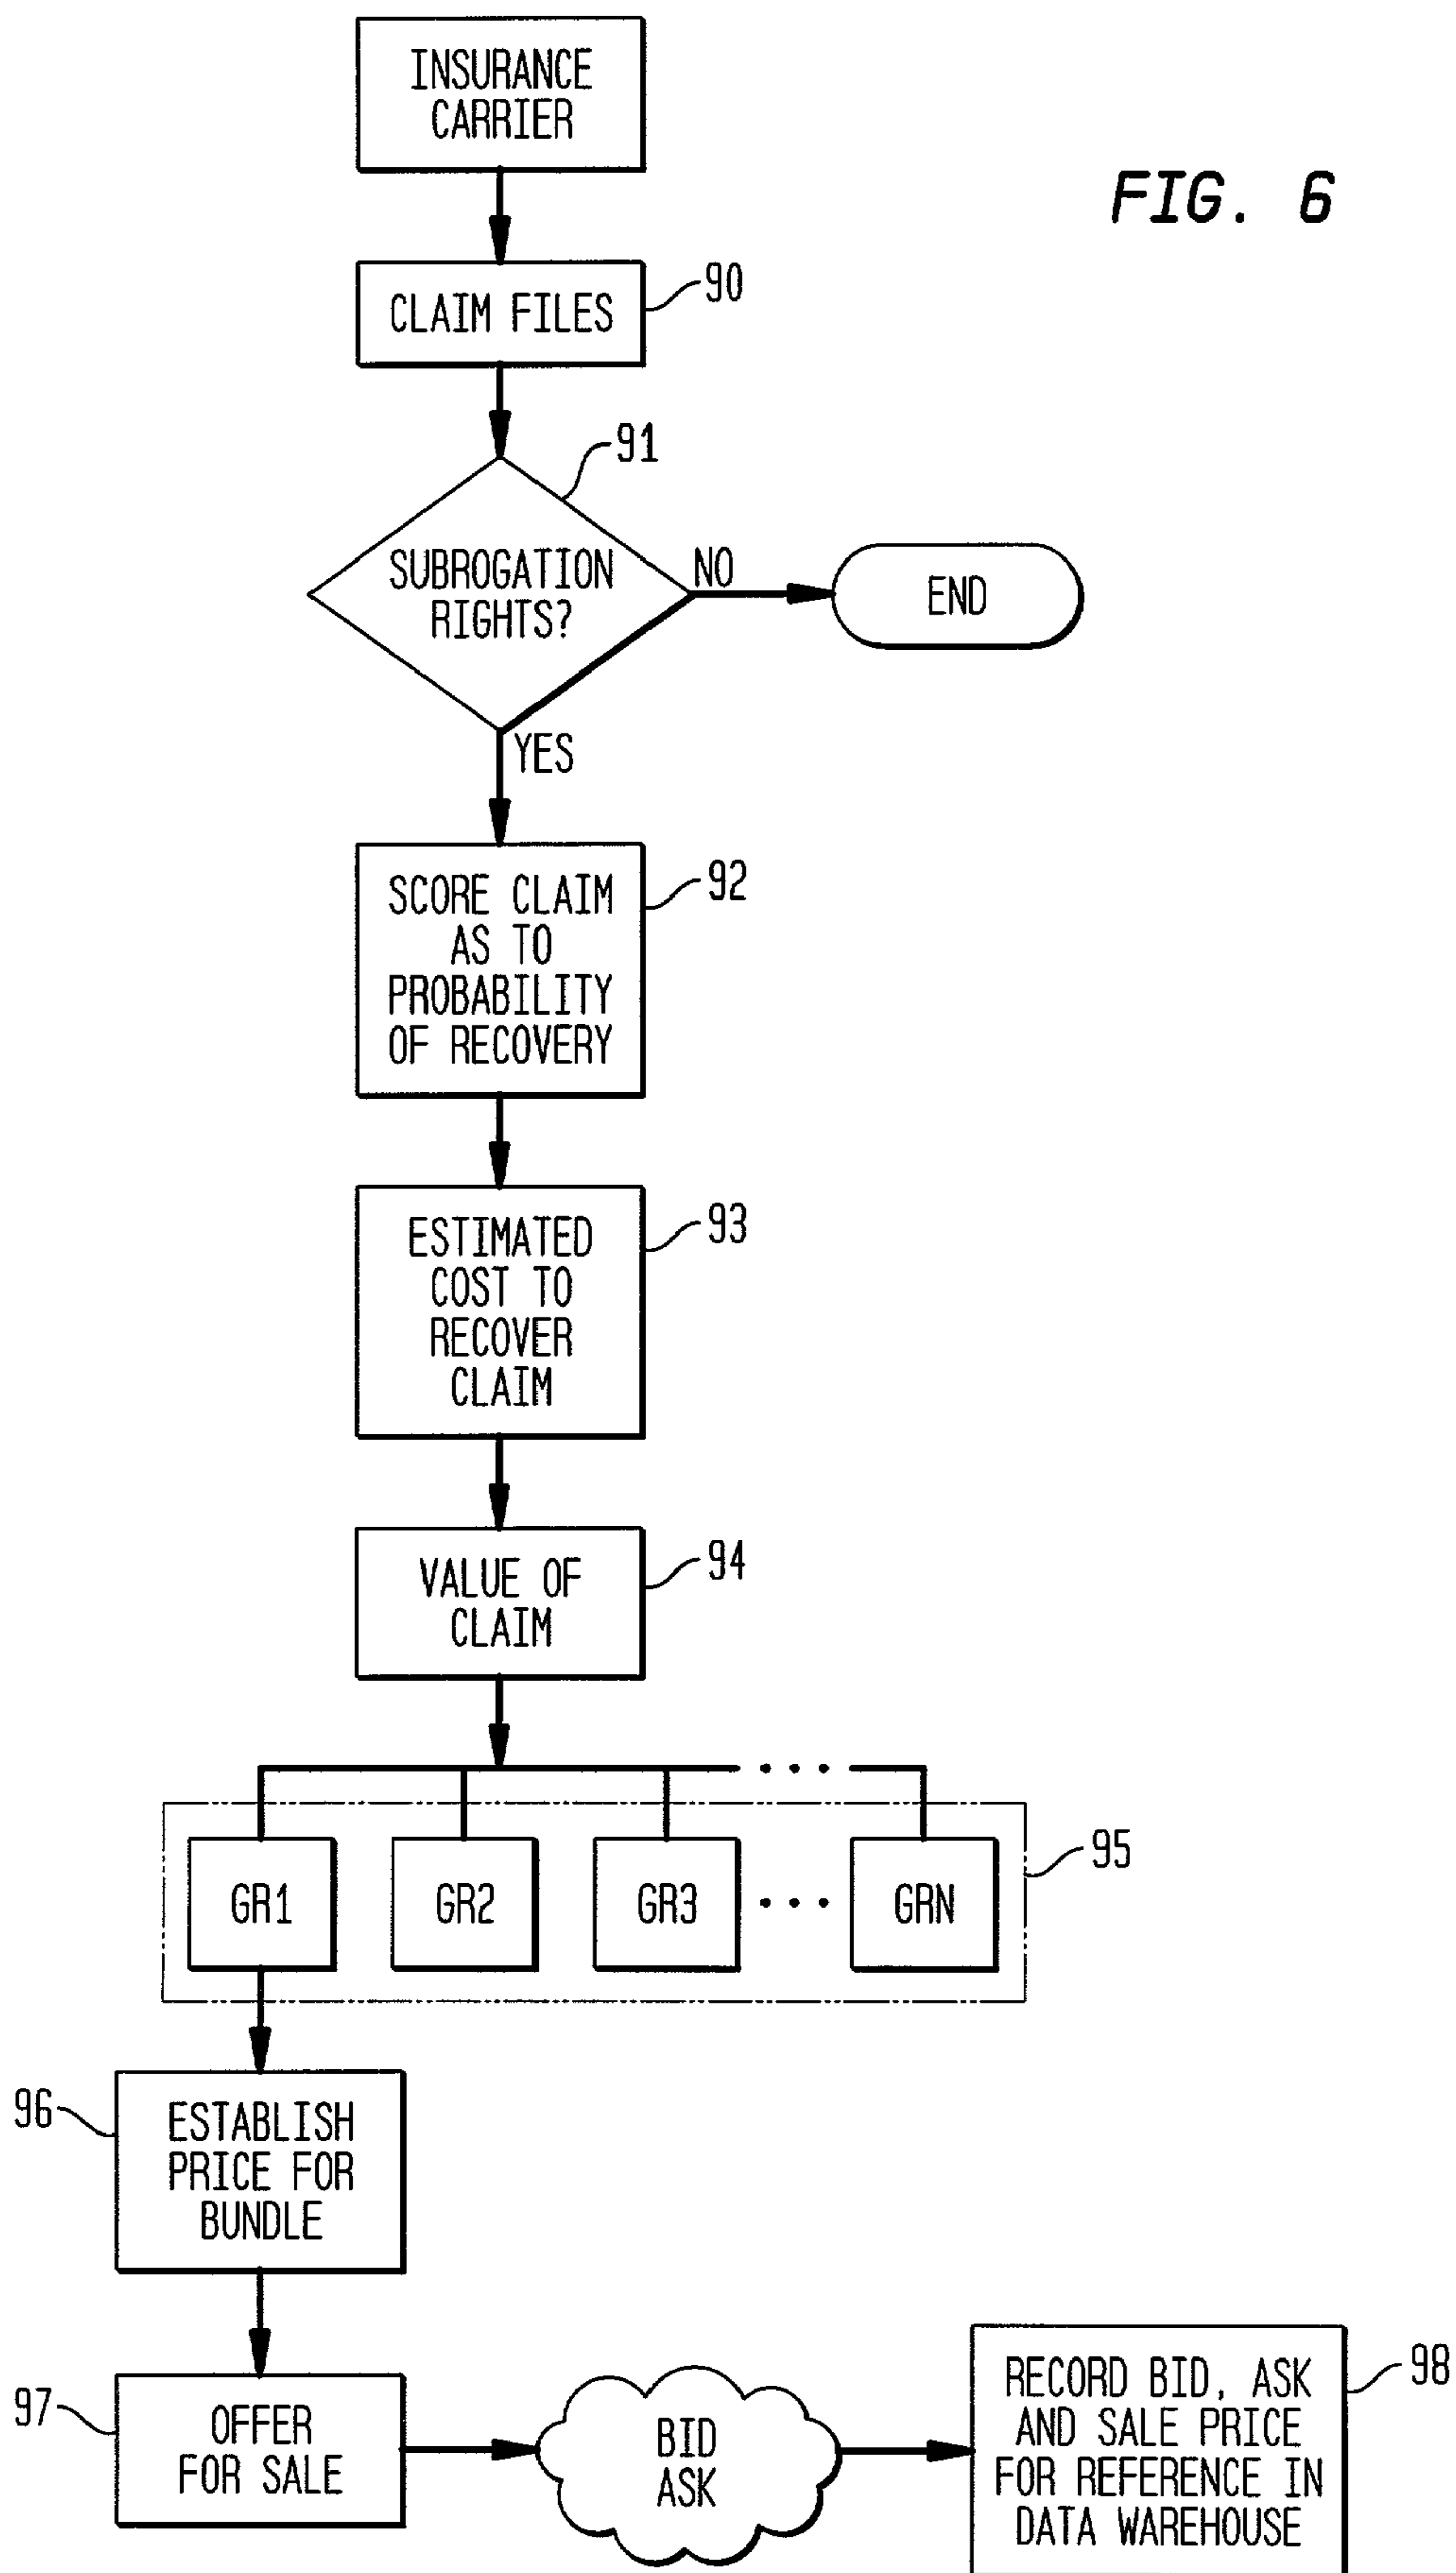 INSURANCE
CARRIER
FIG. 6
CLAIM FILES
90
91
SUBROGATION
RIGHTS?
NO
END
YES
SCORE CLAIM
AS TO
PROBABILITY
OF RECOVERY
92
ESTIMATED
COST TO
RECOVER
CLAIM
93
VALUE OF
CLAIM
94
. . .
GR1
GR2
GR3
. . .
GRN
95
96
ESTABLISH
PRICE FOR
BUNDLE
97
OFFER
FOR SALE
BID
ASK
RECORD BID, ASK
AND SALE PRICE
FOR REFERENCE IN
DATA WAREHOUSE
98